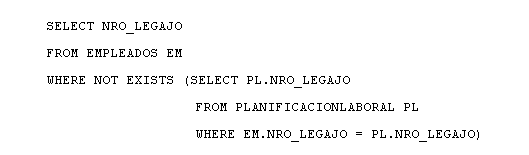 SELECT NRO_LEGAJO
FROM EMPLEADOS EM
WHERE NOT EXISTS (SELECT PL.NRO_LEGAJO
FROM PLANIFICACIONLABORAL PL
WHERE EM.NRO_LEGAJO = PL.NRO_LEGAJO)